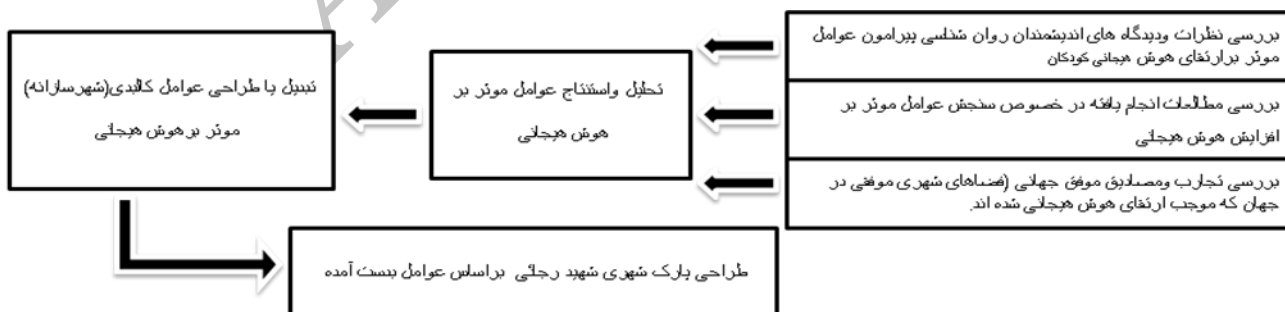 بررسی نظرات ودیدگاه های اندیشمندان روان شناسی پیرامون عوامل
موثر برارتقای هوش هیجانی کودکان
بررسی مطالعات انجام یافته در خصوص سنجش عوامل موثر بر
افزایش هوش هیجانی
بررسی تجارب ومصادیق موفق جهانی (فضاهای شهری موفقی در
جهان که موجب ارتقای هوش هیجانی شده اند.
تحلیل واستنتاج عوامل موثر بر
هوش هیجانی
تبدیل یا طراحی عوامل کالبدی(شهرسازانه)
موثر برهوش هیجانی
طراحی پارک شهری شهید رجائی براساس عوامل بدست آمده